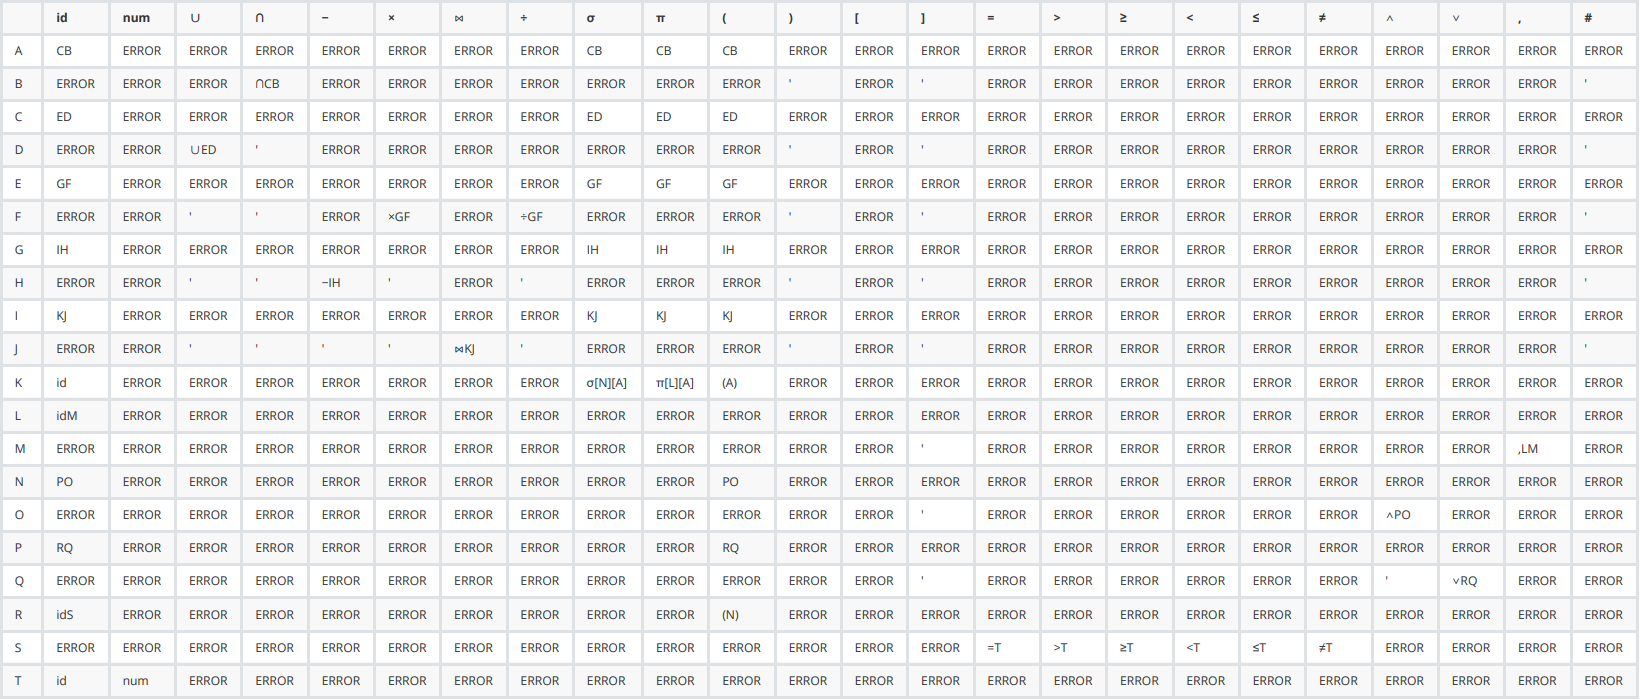 id num ∪ ∩ − × ⋈ ÷ σ π ( ) [ ] = > ≥ < ≤ ≠ ∧ ∨ , #
A CB ERROR ERROR ERROR ERROR ERROR ERROR ERROR CB CB CB ERROR ERROR ERROR ERROR ERROR ERROR ERROR ERROR ERROR ERROR ERROR ERROR ERROR
B ERROR ERROR ERROR ∩CB ERROR ERROR ERROR ERROR ERROR ERROR ERROR ' ERROR ' ERROR ERROR ERROR ERROR ERROR ERROR ERROR ERROR ERROR '
C ED ERROR ERROR ERROR ERROR ERROR ERROR ERROR ED ED ED ERROR ERROR ERROR ERROR ERROR ERROR ERROR ERROR ERROR ERROR ERROR ERROR ERROR
D ERROR ERROR ∪ED ' ERROR ERROR ERROR ERROR ERROR ERROR ERROR ' ERROR ' ERROR ERROR ERROR ERROR ERROR ERROR ERROR ERROR ERROR '
E GF ERROR ERROR ERROR ERROR ERROR ERROR ERROR GF GF GF ERROR ERROR ERROR ERROR ERROR ERROR ERROR ERROR ERROR ERROR ERROR ERROR ERROR
F ERROR ERROR ' ' ERROR ×GF ERROR ÷GF ERROR ERROR ERROR ' ERROR ' ERROR ERROR ERROR ERROR ERROR ERROR ERROR ERROR ERROR '
G IH ERROR ERROR ERROR ERROR ERROR ERROR ERROR IH IH IH ERROR ERROR ERROR ERROR ERROR ERROR ERROR ERROR ERROR ERROR ERROR ERROR ERROR
H ERROR ERROR ' ' −IH ' ERROR ' ERROR ERROR ERROR ' ERROR ' ERROR ERROR ERROR ERROR ERROR ERROR ERROR ERROR ERROR '
I KJ ERROR ERROR ERROR ERROR ERROR ERROR ERROR KJ KJ KJ ERROR ERROR ERROR ERROR ERROR ERROR ERROR ERROR ERROR ERROR ERROR ERROR ERROR
J ERROR ERROR ' ' ' ' ⋈KJ ' ERROR ERROR ERROR ' ERROR ' ERROR ERROR ERROR ERROR ERROR ERROR ERROR ERROR ERROR '
K id ERROR ERROR ERROR ERROR ERROR ERROR ERROR σ[N][A] π[L][A] (A) ERROR ERROR ERROR ERROR ERROR ERROR ERROR ERROR ERROR ERROR ERROR ERROR ERROR
L idM ERROR ERROR ERROR ERROR ERROR ERROR ERROR ERROR ERROR ERROR ERROR ERROR ERROR ERROR ERROR ERROR ERROR ERROR ERROR ERROR ERROR ERROR ERROR
M ERROR ERROR ERROR ERROR ERROR ERROR ERROR ERROR ERROR ERROR ERROR ERROR ERROR ' ERROR ERROR ERROR ERROR ERROR ERROR ERROR ERROR ,LM ERROR
N PO ERROR ERROR ERROR ERROR ERROR ERROR ERROR ERROR ERROR PO ERROR ERROR ERROR ERROR ERROR ERROR ERROR ERROR ERROR ERROR ERROR ERROR ERROR
O ERROR ERROR ERROR ERROR ERROR ERROR ERROR ERROR ERROR ERROR ERROR ERROR ERROR ' ERROR ERROR ERROR ERROR ERROR ERROR ∧PO ERROR ERROR ERROR
P RQ ERROR ERROR ERROR ERROR ERROR ERROR ERROR ERROR ERROR RQ ERROR ERROR ERROR ERROR ERROR ERROR ERROR ERROR ERROR ERROR ERROR ERROR ERROR
Q ERROR ERROR ERROR ERROR ERROR ERROR ERROR ERROR ERROR ERROR ERROR ERROR ERROR ' ERROR ERROR ERROR ERROR ERROR ERROR ' ∨RQ ERROR ERROR
R idS ERROR ERROR ERROR ERROR ERROR ERROR ERROR ERROR ERROR (N) ERROR ERROR ERROR ERROR ERROR ERROR ERROR ERROR ERROR ERROR ERROR ERROR ERROR
S ERROR ERROR ERROR ERROR ERROR ERROR ERROR ERROR ERROR ERROR ERROR ERROR ERROR ERROR =T >T ≥T <T ≤T ≠T ERROR ERROR ERROR ERROR
T id num ERROR ERROR ERROR ERROR ERROR ERROR ERROR ERROR ERROR ERROR ERROR ERROR ERROR ERROR ERROR ERROR ERROR ERROR ERROR ERROR ERROR ERROR